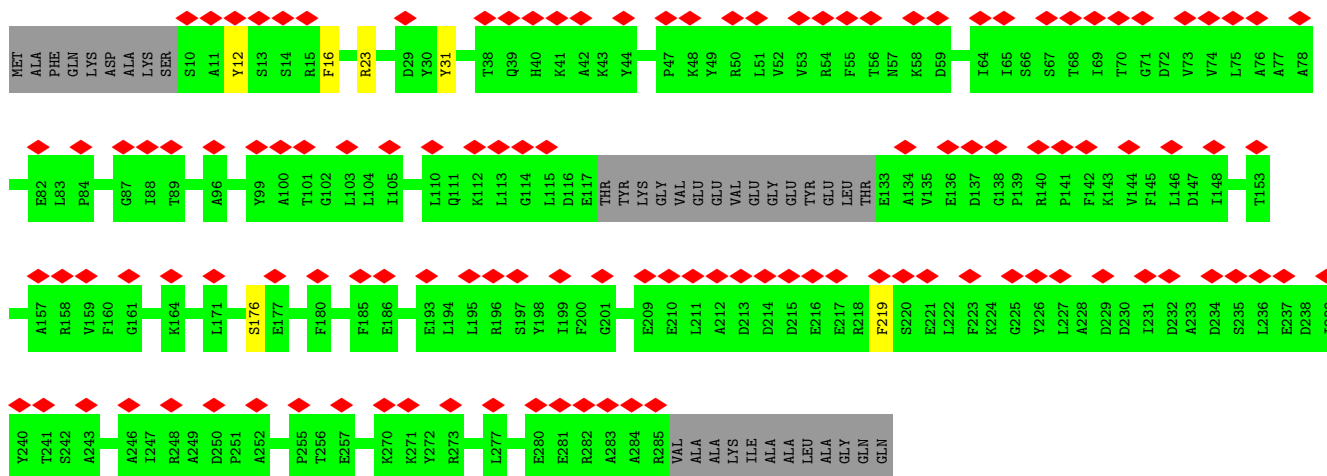 MET ALA PHE GLN LYS ASP ALA LYS SER S10 A11 Y12 S13 S14 R15 F16 R23 D29 Y30 Y31 T38 Q39 H40 K41 A42 K43 Y44 P47 K48 Y49 R50 L51 V52 V53 R54 F55 T56 N57 K58 D59 I64 I65 S66 S67 T68 I69 T70 G71 D72 V73 V74 L75 A76 A77 A78
E82 L83 P84 G87 I88 T89 A96 Y99 A100 T101 G102 L103 L104 I105 L110 Q111 K112 L113 G114 L115 D116 E117 THR TYR LYS GLY VAL GLU GLU VAL GLU GLY GLU TYR GLU LEU THR E133 A134 V135 E136 D137 G138 P139 R140 P141 F142 K143 V144 F145 L146 D147 I148 T153
A157 R158 V159 F160 G161 K164 L171 S176 E177 F180 F185 E186 E193 L194 L195 R196 S197 Y198 I199 F200 G201 E209 E210 L211 A212 D213 D214 D215 E216 E217 R218 F219 S220 E221 L222 F223 K224 G225 Y226 L227 A228 D229 D230 I231 D232 A233 D234 S235 L236 E237 D238
Y240 T241 S242 A243 A246 I247 R248 A249 D250 P251 A252 P255 T256 E257 K270 K271 Y272 R273 L277 E280 E281 R282 A283 A284 R285 VAL ALA ALA LYS ILE ALA ALA LEU ALA GLY GLN GLN